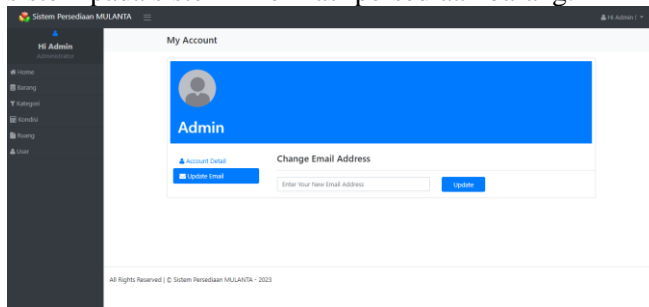 Sistem Persediaan MULANTA
Hi Admin !
Hi Admin
Administrator
Home
Barang
Kategori
Kondisi
Ruang
User
My Account
Admin
Account Detail
Update Email
Change Email Address
Enter Your New Email Address
Update
All Rights Reserved | © Sistem Persediaan MULANTA - 2023